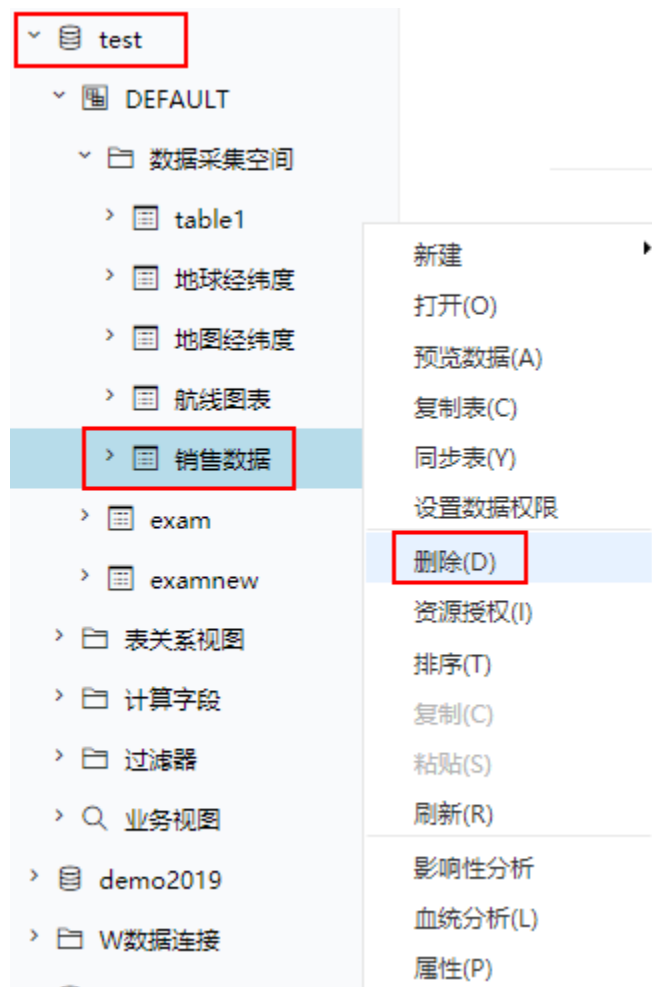 test
DEFAULT
数据采集空间
table1
地球经纬度
地图经纬度
航线图表
销售数据
exam
examnew
表关系视图
计算字段
过滤器
业务视图
demo2019
W数据连接
新建
打开(O)
预览数据(A)
复制表(C)
同步表(Y)
设置数据权限
删除(D)
资源授权(I)
排序(T)
复制(C)
粘贴(S)
刷新(R)
影响性分析
血统分析(L)
属性(P)